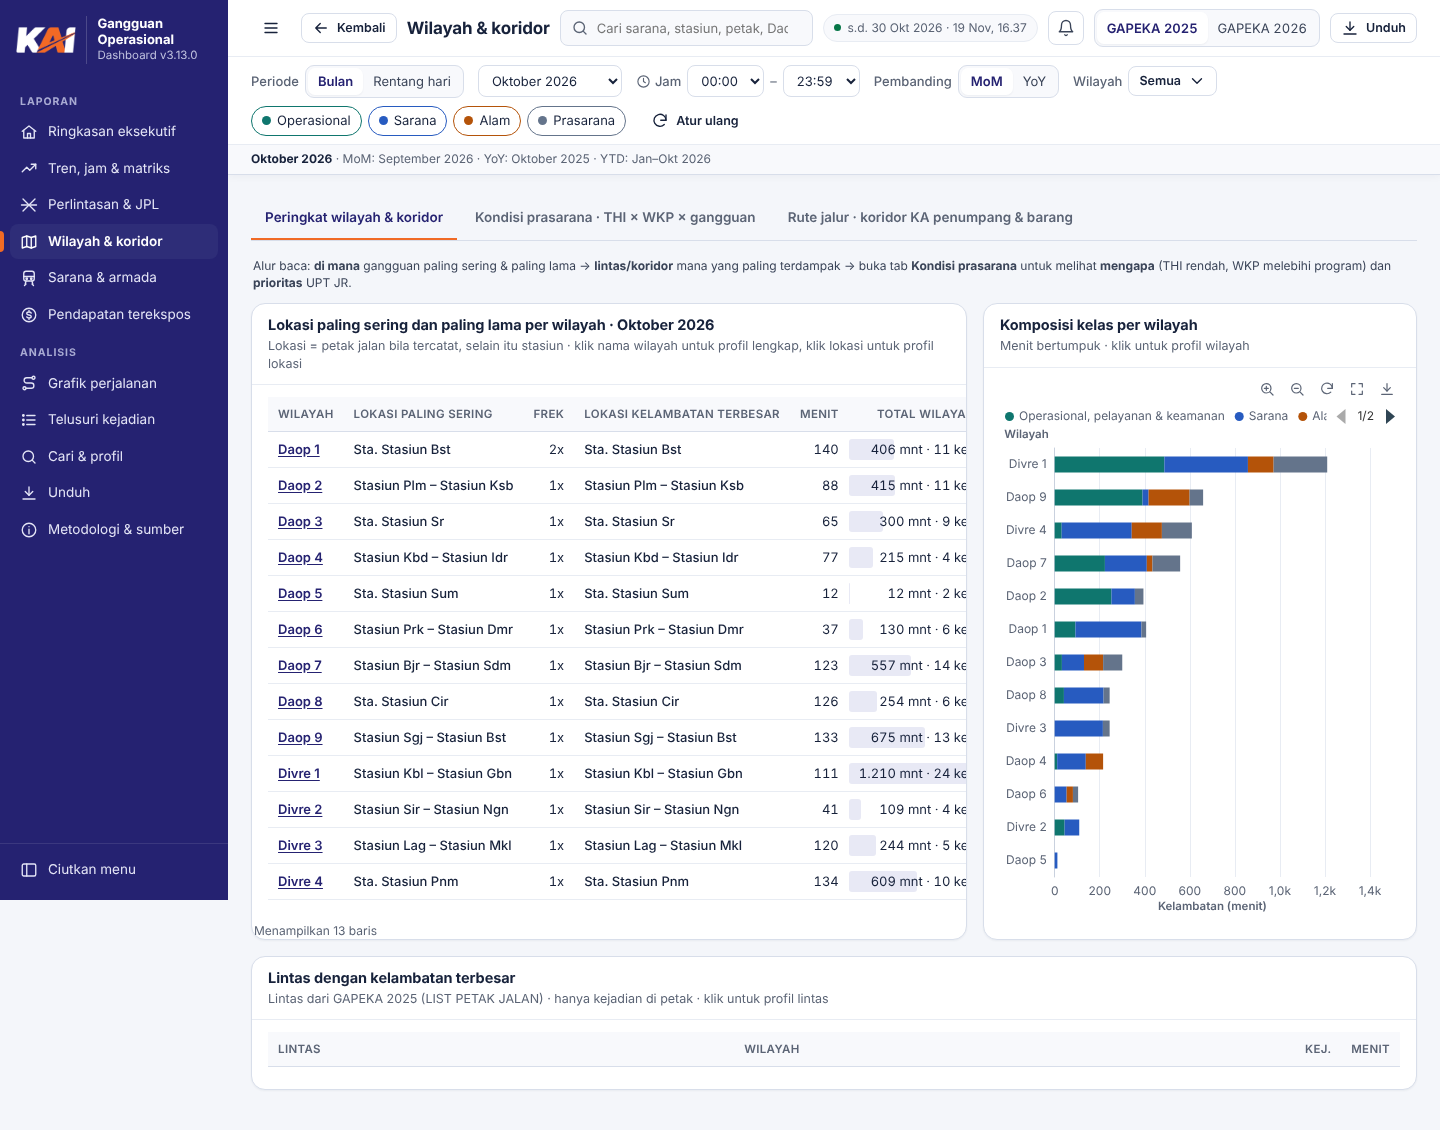 KAI
Gangguan
Operasional
Dashboard v3.13.0
LAPORAN
Ringkasan eksekutif
Tren, jam & matriks
Perlintasan & JPL
Wilayah & koridor
Sarana & armada
Pendapatan terekspos
ANALISIS
Grafik perjalanan
Telusuri kejadian
Cari & profil
Unduh
Metodologi & sumber
Ciutkan menu
Kembali
Wilayah & koridor
Cari sarana, stasiun, petak, Dao
s.d. 30 Okt 2026 · 19 Nov, 16.37
GAPEKA 2025 GAPEKA 2026
Unduh
Periode Bulan Rentang hari Oktober 2026 Jam 00:00 – 23:59 Pembanding MoM YoY Wilayah Semua
Operasional Sarana Alam Prasarana Atur ulang
Oktober 2026 · MoM: September 2026 · YoY: Oktober 2025 · YTD: Jan–Okt 2026
Peringkat wilayah & koridor Kondisi prasarana · THI × WKP × gangguan Rute jalur · koridor KA penumpang & barang
Alur baca: di mana gangguan paling sering & paling lama → lintas/koridor mana yang paling terdampak → buka tab Kondisi prasarana untuk melihat mengapa (THI rendah, WKP melebihi program) dan
prioritas UPT JR.
Lokasi paling sering dan paling lama per wilayah · Oktober 2026
Lokasi = petak jalan bila tercatat, selain itu stasiun · klik nama wilayah untuk profil lengkap, klik lokasi untuk profil
lokasi
WILAYAH LOKASI PALING SERING FREK LOKASI KELAMBATAN TERBESAR MENIT TOTAL WILAYA
Daop 1 Sta. Stasiun Bst 2x Sta. Stasiun Bst 140 406 mnt · 11 ke
Daop 2 Stasiun Plm – Stasiun Ksb 1x Stasiun Plm – Stasiun Ksb 88 415 mnt · 11 ke
Daop 3 Sta. Stasiun Sr 1x Sta. Stasiun Sr 65 300 mnt · 9 ke
Daop 4 Stasiun Kbd – Stasiun Idr 1x Stasiun Kbd – Stasiun Idr 77 215 mnt · 4 ke
Daop 5 Sta. Stasiun Sum 1x Sta. Stasiun Sum 12 12 mnt · 2 ke
Daop 6 Stasiun Prk – Stasiun Dmr 1x Stasiun Prk – Stasiun Dmr 37 130 mnt · 6 ke
Daop 7 Stasiun Bjr – Stasiun Sdm 1x Stasiun Bjr – Stasiun Sdm 123 557 mnt · 14 ke
Daop 8 Sta. Stasiun Cir 1x Sta. Stasiun Cir 126 254 mnt · 6 ke
Daop 9 Stasiun Sgj – Stasiun Bst 1x Stasiun Sgj – Stasiun Bst 133 675 mnt · 13 ke
Divre 1 Stasiun Kbl – Stasiun Gbn 1x Stasiun Kbl – Stasiun Gbn 111 1.210 mnt · 24 ke
Divre 2 Stasiun Sir – Stasiun Ngn 1x Stasiun Sir – Stasiun Ngn 41 109 mnt · 4 ke
Divre 3 Stasiun Lag – Stasiun Mkl 1x Stasiun Lag – Stasiun Mkl 120 244 mnt · 5 ke
Divre 4 Sta. Stasiun Pnm 1x Sta. Stasiun Pnm 134 609 mnt · 10 ke
Menampilkan 13 baris
Komposisi kelas per wilayah
Menit bertumpuk · klik untuk profil wilayah
Operasional, pelayanan & keamanan Sarana Ala 1/2
Wilayah
Divre 1
Daop 9
Divre 4
Daop 7
Daop 2
Daop 1
Daop 3
Daop 8
Divre 3
Daop 4
Daop 6
Divre 2
Daop 5
0 200 400 600 800 1,0k 1,2k 1,4k
Kelambatan (menit)
Lintas dengan kelambatan terbesar
Lintas dari GAPEKA 2025 (LIST PETAK JALAN) · hanya kejadian di petak · klik untuk profil lintas
LINTAS WILAYAH KEJ. MENIT